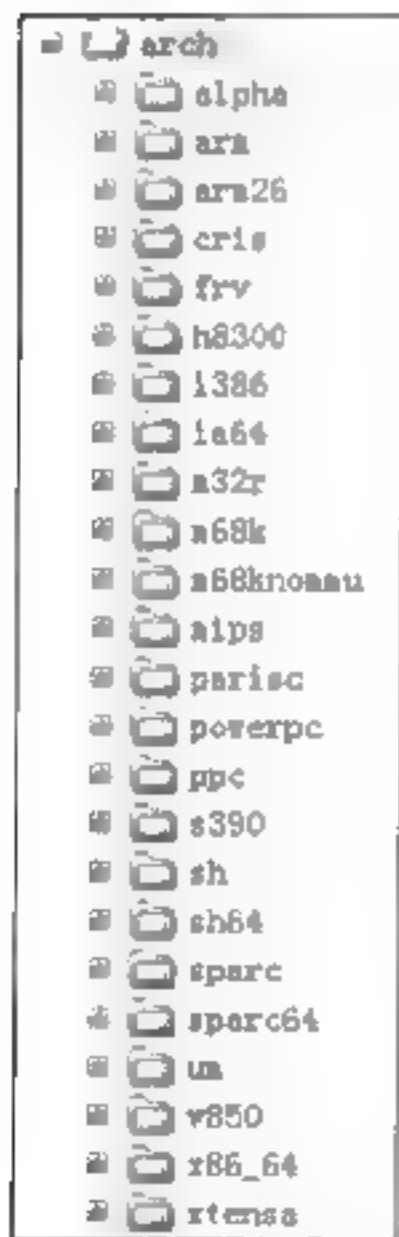 arch
alpha
arm
arm26
cris
frv
h8300
i386
ia64
m32r
m68k
m68knommu
mips
parisc
powerpc
ppc
s390
sh
sh64
sparc
sparc64
um
v850
x86_64
xtensa